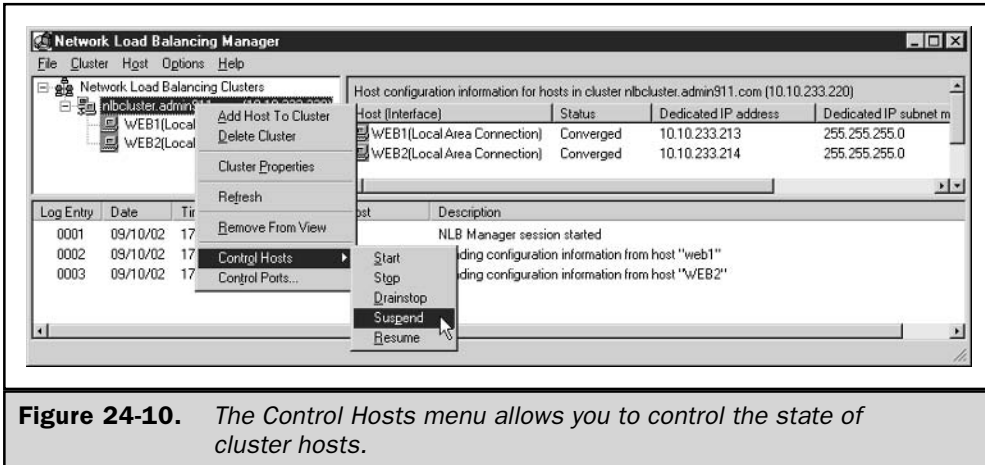 Network Load Balancing Manager
File Cluster Host Options Help
Network Load Balancing Clusters
nlbcluster.admin911
WEB1(Local
WEB2(Local
Host configuration information for hosts in cluster nlbcluster.admin911.com (10.10.233.220)
Host (Interface) Status Dedicated IP address Dedicated IP subnet m
WEB1(Local Area Connection) Converged 10.10.233.213 255.255.255.0
WEB2(Local Area Connection) Converged 10.10.233.214 255.255.255.0
Add Host To Cluster
Delete Cluster
Cluster Properties
Refresh
Remove From View
Control Hosts
Control Ports...
Start
Stop
Drainstop
Suspend
Resume
Log Entry Date Description
0001 09/10/02 17 NLB Manager session started
0002 09/10/02 17 ding configuration information from host "web1"
0003 09/10/02 17 ding configuration information from host "WEB2"
Figure 24-10. The Control Hosts menu allows you to control the state of
cluster hosts.